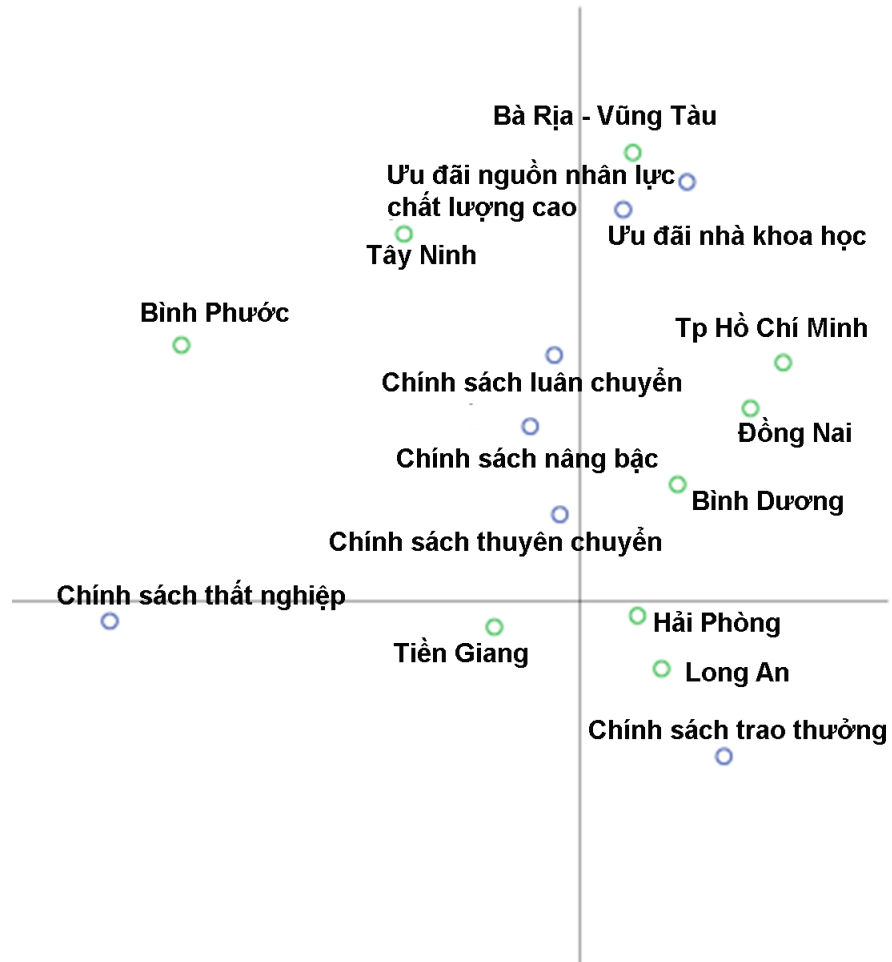 Bà Rịa - Vũng Tàu
Ưu đãi nguồn nhân lực
chất lượng cao
Ưu đãi nhà khoa học
Tây Ninh
Bình Phước
Tp Hồ Chí Minh
Chính sách luân chuyển
Đồng Nai
Chính sách nâng bậc
Bình Dương
Chính sách thuyên chuyển
Chính sách thất nghiệp
Hải Phòng
Tiền Giang
Long An
Chính sách trao thưởng